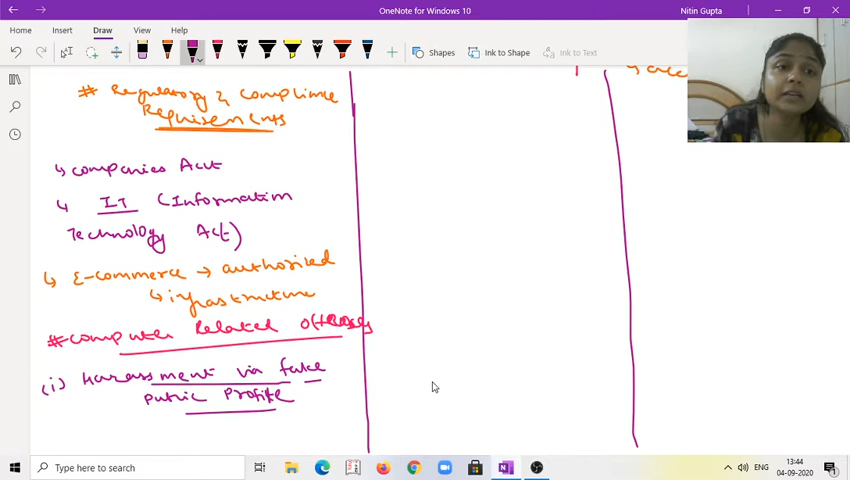 OneNote for Windows 10
Nitin Gupta
Home Insert Draw View Help
Shapes Ink to Shape Ink to Text
# Regulatory & Compliance
Requirements
↳ Companies Act
↳ IT (Information
Technology Act)
↳ E-commerce → authorized
↳ infrastructure
# Computer Related offences
(i) Harassment via fake
public Profile
Type here to search
ENG
13:44
04-09-2020